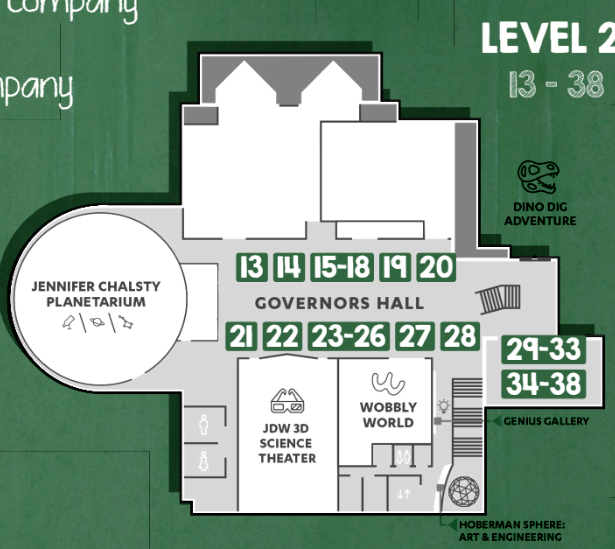 Company
mpany
LEVEL 2
13 - 38
DINO DIG
ADVENTURE
JENNIFER CHALSTY
PLANETARIUM
13 14 15-18 19 20
GOVERNORS HALL
21 22 23-26 27 28
29-33
34-38
JDW 3D
SCIENCE
THEATER
WOBBLY
WORLD
GENIUS GALLERY
HOBERMAN SPHERE:
ART & ENGINEERING